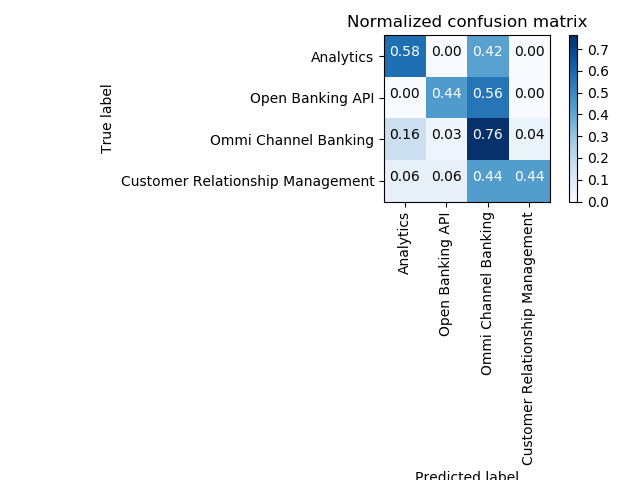 Normalized confusion matrix
True label
Analytics 0.58 0.00 0.42 0.00
Open Banking API 0.00 0.44 0.56 0.00
Ommi Channel Banking 0.16 0.03 0.76 0.04
Customer Relationship Management 0.06 0.06 0.44 0.44
0.7
0.6
0.5
0.4
0.3
0.2
0.1
0.0
Analytics
Open Banking API
Ommi Channel Banking
Customer Relationship Management
Predicted label